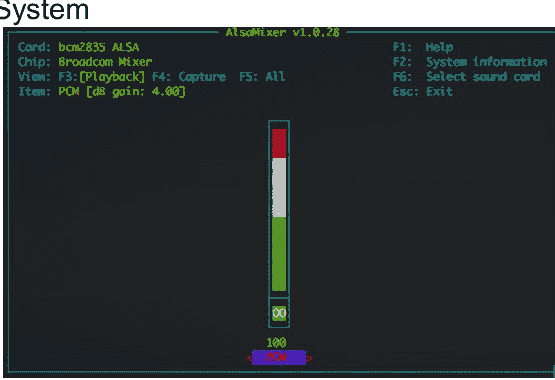 System
AlsaMixer v1.0.28
Card: bcm2835 ALSA
Chip: Broadcom Mixer
View: F3:[Playback] F4: Capture F5: All
Item: PCM [dB gain: 4.00]
F1: Help
F2: System information
F6: Select sound card
Esc: Exit
OO
100
< PCM >